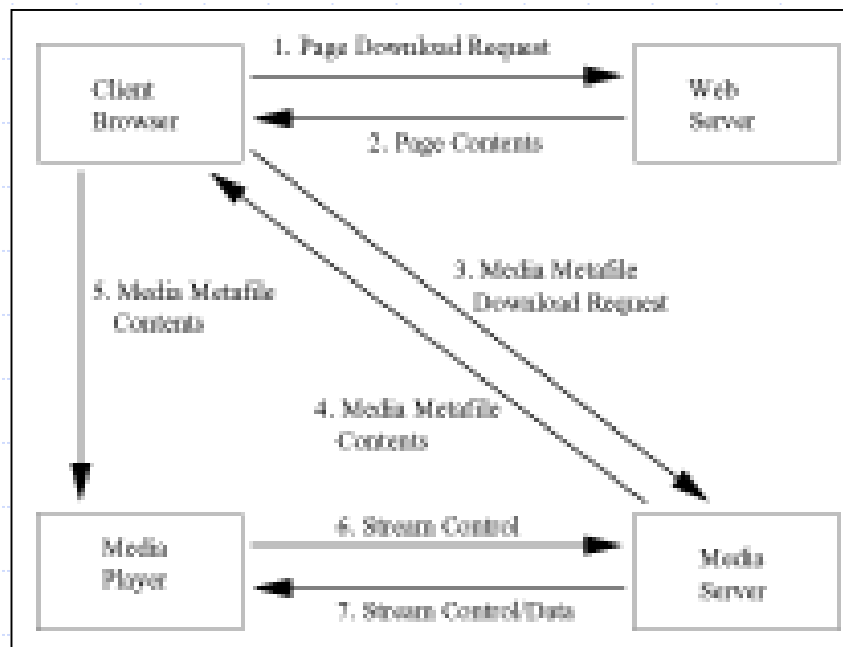 1. Page Download Request
Client
Browser
Web
Server
2. Page Contents
3. Media Metafile
Download Request
5. Media Metafile
Contents
4. Media Metafile
Contents
Media
Player
6. Stream Control
Media
Server
7. Stream Control/Data